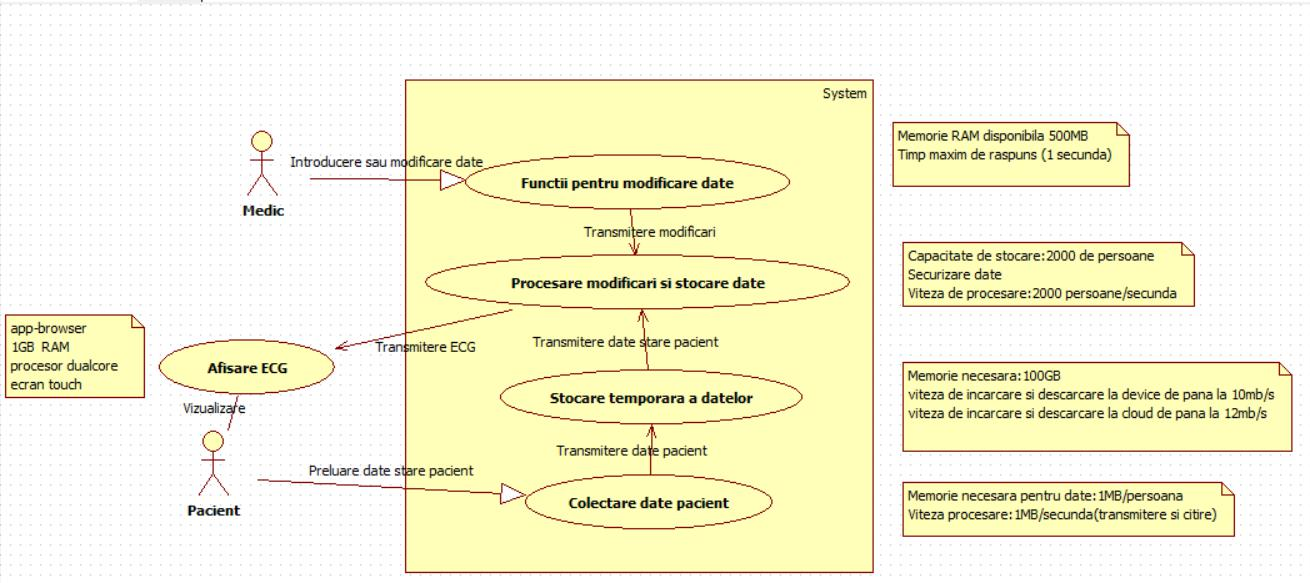 System
Memorie RAM disponibila 500MB
Timp maxim de raspuns (1 secunda)
Introducere sau modificare date
Functii pentru modificare date
Medic
Transmitere modificari
Capacitate de stocare:2000 de persoane
Securizare date
Viteza de procesare:2000 persoane/secunda
Procesare modificari si stocare date
app-browser
1GB RAM
procesor dualcore
ecran touch
Transmitere ECG
Transmitere date stare pacient
Afisare ECG
Memorie necesara:100GB
viteza de incarcare si descarcare la device de pana la 10mb/s
viteza de incarcare si descarcare la cloud de pana la 12mb/s
Stocare temporara a datelor
Vizualizare
Transmitere date pacient
Preluare date stare pacient
Pacient
Colectare date pacient
Memorie necesara pentru date:1MB/persoana
Viteza procesare:1MB/secunda(transmitere si citire)